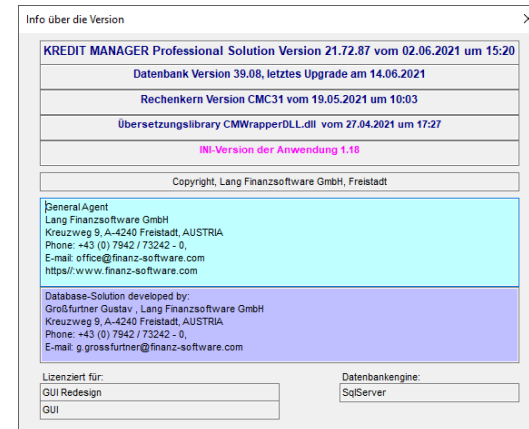 Info über die Version
KREDIT MANAGER Professional Solution Version 21.72.87 vom 02.06.2021 um 15:20
Datenbank Version 39.08, letztes Upgrade am 14.06.2021
Rechenkern Version CMC31 vom 19.05.2021 um 10:03
Übersetzungslibrary CMWrapperDLL.dll vom 27.04.2021 um 17:27
INI-Version der Anwendung 1.18
Copyright, Lang Finanzsoftware GmbH, Freistadt
General Agent
Lang Finanzsoftware GmbH
Kreuzweg 9, A-4240 Freistadt, AUSTRIA
Phone: +43 (0) 7942 / 73242 - 0,
E-mail: office@finanz-software.com
https//:www.finanz-software.com
Database-Solution developed by:
Großfurtner Gustav , Lang Finanzsoftware GmbH
Kreuzweg 9, A-4240 Freistadt, AUSTRIA
Phone: +43 (0) 7942 / 73242 - 0,
E-mail: g.grossfurtner@finanz-software.com
Lizenziert für: Datenbankengine:
GUI Redesign SqlServer
GUI